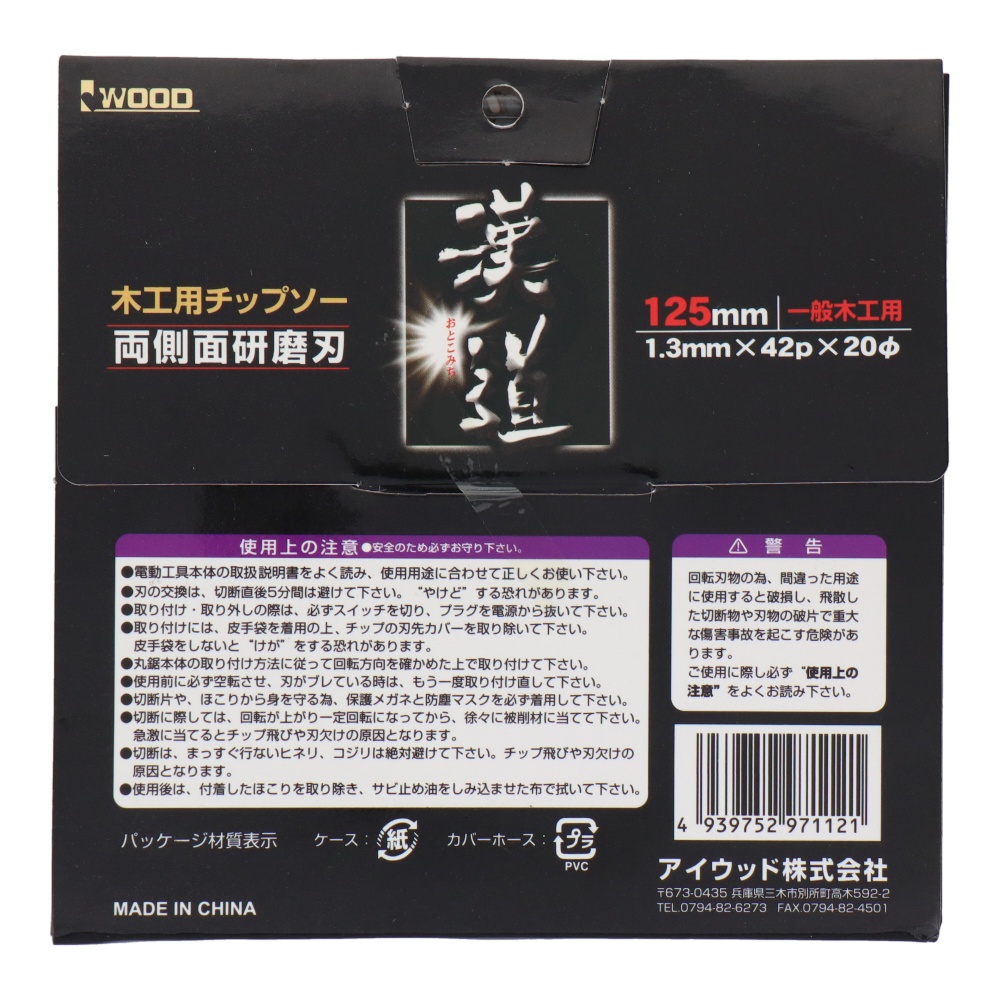 WOOD
漢道
おとこみち
木工用チップソー
両側面研磨刃
125mm 一般木工用
1.3mm×42p×20φ
使用上の注意 ●安全のため必ずお守り下さい。
●電動工具本体の取扱説明書をよく読み、使用用途に合わせて正しくお使い下さい。
●刃の交換は、切断直後5分間は避けて下さい。“やけど”する恐れがあります。
●取り付け・取り外しの際は、必ずスイッチを切り、プラグを電源から抜いて下さい。
●取り付けには、皮手袋を着用の上、チップの刃先カバーを取り除いて下さい。
皮手袋をしないと“けが”をする恐れがあります。
●丸鋸本体の取り付け方法に従って回転方向を確かめた上で取り付けて下さい。
●使用前に必ず空転させ、刃がブレている時は、もう一度取り付け直して下さい。
●切断片や、ほこりから身を守る為、保護メガネと防塵マスクを必ず着用して下さい。
●切断に際しては、回転が上がり一定回転になってから、徐々に被削材に当てて下さい。
急激に当てるとチップ飛びや刃欠けの原因となります。
●切断は、まっすぐ行ないヒネリ、コジリは絶対避けて下さい。チップ飛びや刃欠けの
原因となります。
●使用後は、付着したほこりを取り除き、サビ止め油をしみ込ませた布で拭いて下さい。
⚠ 警告
回転刃物の為、間違った用途
に使用すると破損し、飛散し
た切断物や刃物の破片で重大
な傷害事故を起こす危険があ
ります。
ご使用に際し必ず“使用上の
注意”をよくお読み下さい。
4 939752 971121
パッケージ材質表示 ケース： 紙 カバーホース： プラ
PVC
アイウッド株式会社
〒673-0435 兵庫県三木市別所町高木592-2
TEL.0794-82-6273 FAX.0794-82-4501
MADE IN CHINA